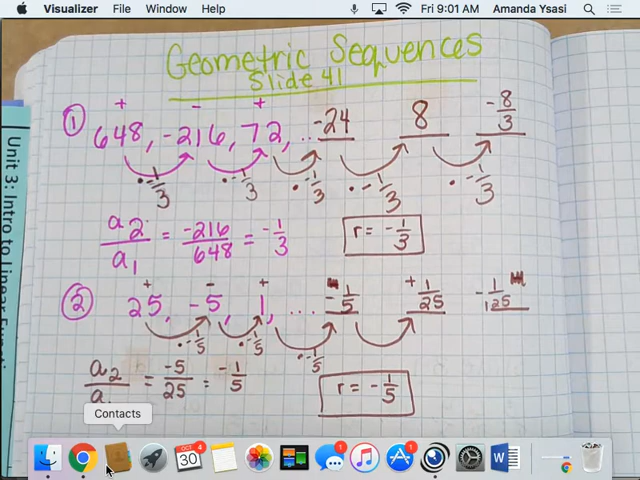 Visualizer File Window Help Fri 9:01 AM Amanda Ysasi
Geometric Sequences
Slide 41
+ - +
① 648, -216, 72, ... -24 8 -8/3
·-1/3 ·-1/3 ·-1/3 ·-1/3 ·-1/3
a2/a1 = -216/648 = -1/3 r = -1/3
+ - +
② 25, -5, 1, ... -1/5 +1/25 -1/125
·-1/5 ·-1/5 ·-1/5
a2/a = -5/25 = -1/5 r = -1/5
Unit 3: Intro to Linear
Contacts
OCT 4
30 1 1
W